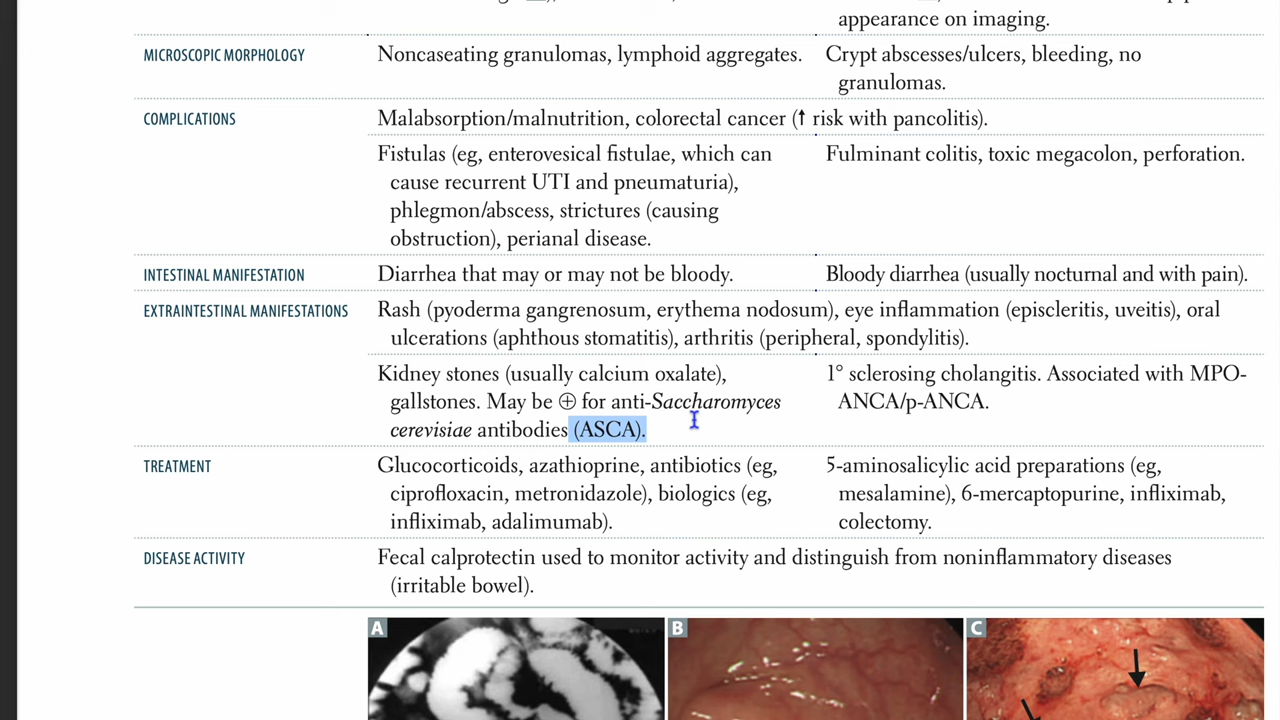 appearance on imaging.
MICROSCOPIC MORPHOLOGY
Noncaseating granulomas, lymphoid aggregates.
Crypt abscesses/ulcers, bleeding, no
granulomas.
COMPLICATIONS
Malabsorption/malnutrition, colorectal cancer (↑ risk with pancolitis).
Fistulas (eg, enterovesical fistulae, which can
cause recurrent UTI and pneumaturia),
phlegmon/abscess, strictures (causing
obstruction), perianal disease.
Fulminant colitis, toxic megacolon, perforation.
INTESTINAL MANIFESTATION
Diarrhea that may or may not be bloody.
Bloody diarrhea (usually nocturnal and with pain).
EXTRAINTESTINAL MANIFESTATIONS
Rash (pyoderma gangrenosum, erythema nodosum), eye inflammation (episcleritis, uveitis), oral
ulcerations (aphthous stomatitis), arthritis (peripheral, spondylitis).
Kidney stones (usually calcium oxalate),
gallstones. May be ⊕ for anti-Saccharomyces
cerevisiae antibodies (ASCA).
1° sclerosing cholangitis. Associated with MPO-
ANCA/p-ANCA.
TREATMENT
Glucocorticoids, azathioprine, antibiotics (eg,
ciprofloxacin, metronidazole), biologics (eg,
infliximab, adalimumab).
5-aminosalicylic acid preparations (eg,
mesalamine), 6-mercaptopurine, infliximab,
colectomy.
DISEASE ACTIVITY
Fecal calprotectin used to monitor activity and distinguish from noninflammatory diseases
(irritable bowel).
A
B
C